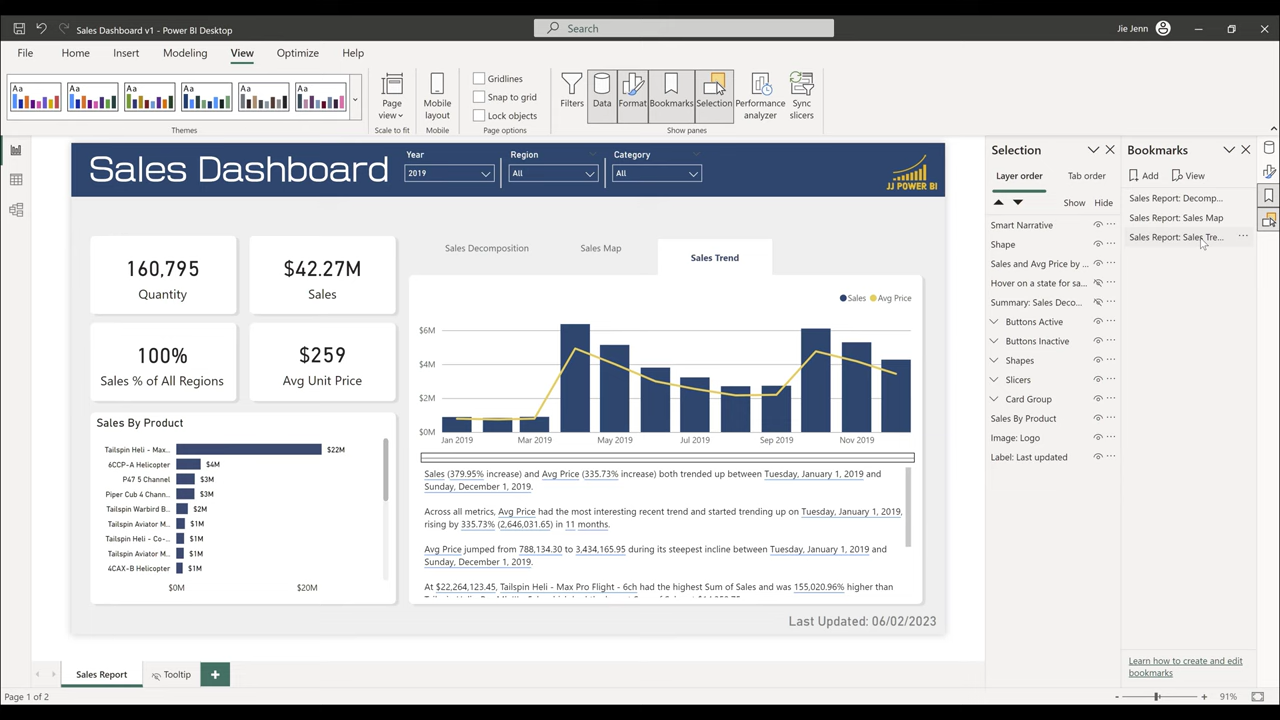 Sales Dashboard v1 - Power BI Desktop
Search
Jie Jenn
File
Home
Insert
Modeling
View
Optimize
Help
Aa
Aa
Aa
Aa
Aa
Aa
Themes
Page view
Scale to fit
Mobile layout
Mobile
Gridlines
Snap to grid
Lock objects
Page options
Filters
Data
Format
Bookmarks
Selection
Performance analyzer
Sync slicers
Show panes
Sales Dashboard
Year
2019
Region
All
Category
All
JJ POWER BI
160,795
Quantity
$42.27M
Sales
100%
Sales % of All Regions
$259
Avg Unit Price
Sales By Product
Tailspin Heli - Max...
$22M
6CCP-A Helicopter
$4M
P47 5 Channel
$3M
Piper Cub 4 Chann...
$3M
Tailspin Warbird B...
$2M
Tailspin Aviator M...
$1M
Tailspin Heli - Co-...
$1M
Tailspin Aviator M...
$1M
4CAX-B Helicopter
$1M
$0M
$20M
Sales Decomposition
Sales Map
Sales Trend
Sales
Avg Price
$6M
$4M
$2M
$0M
Jan 2019
Mar 2019
May 2019
Jul 2019
Sep 2019
Nov 2019
Sales (379.95% increase) and Avg Price (335.73% increase) both trended up between Tuesday, January 1, 2019 and
Sunday, December 1, 2019.
Across all metrics, Avg Price had the most interesting recent trend and started trending up on Tuesday, January 1, 2019,
rising by 335.73% (2,646,031.65) in 11 months.
Avg Price jumped from 788,134.30 to 3,434,165.95 during its steepest incline between Tuesday, January 1, 2019 and
Sunday, December 1, 2019.
At $22,264,123.45, Tailspin Heli - Max Pro Flight - 6ch had the highest Sum of Sales and was 155,020.96% higher than
Last Updated: 06/02/2023
Selection
Layer order
Tab order
Show
Hide
Smart Narrative
Shape
Sales and Avg Price by ...
Hover on a state for sa...
Summary: Sales Deco...
Buttons Active
Buttons Inactive
Shapes
Slicers
Card Group
Sales By Product
Image: Logo
Label: Last updated
Bookmarks
Add
View
Sales Report: Decomp...
Sales Report: Sales Map
Sales Report: Sales Tre...
Learn how to create and edit
bookmarks
Sales Report
Tooltip
Page 1 of 2
91%